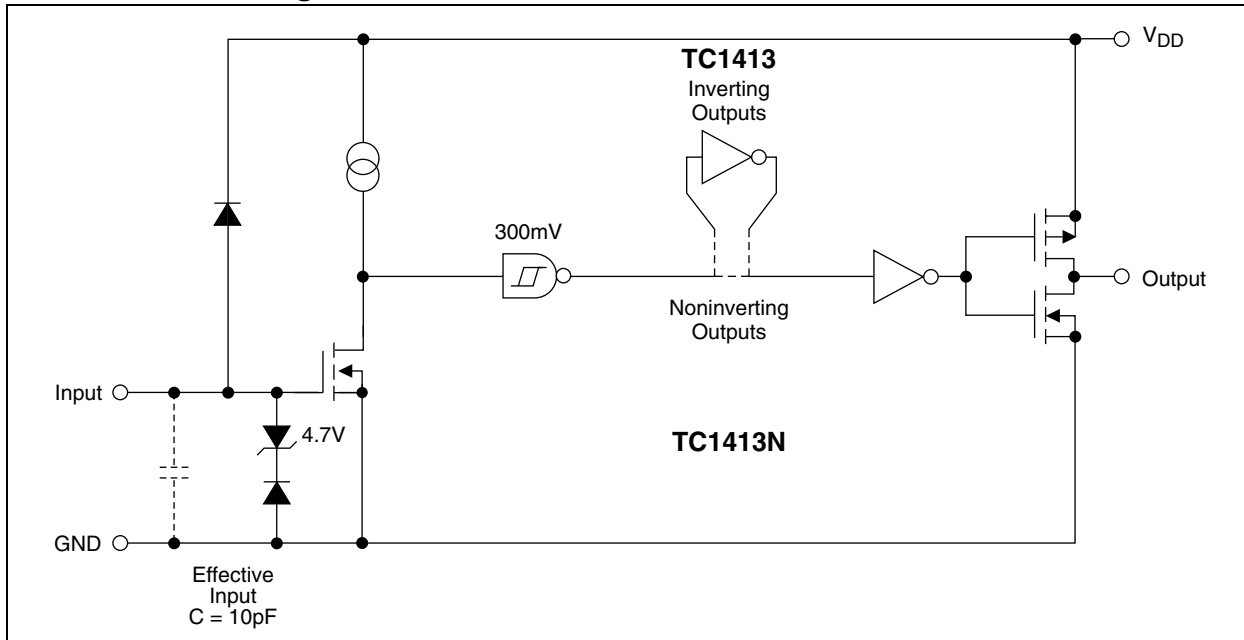 V_DD
TC1413
Inverting
Outputs
300mV
Output
Noninverting
Outputs
Input
4.7V
TC1413N
GND
Effective
Input
C = 10pF